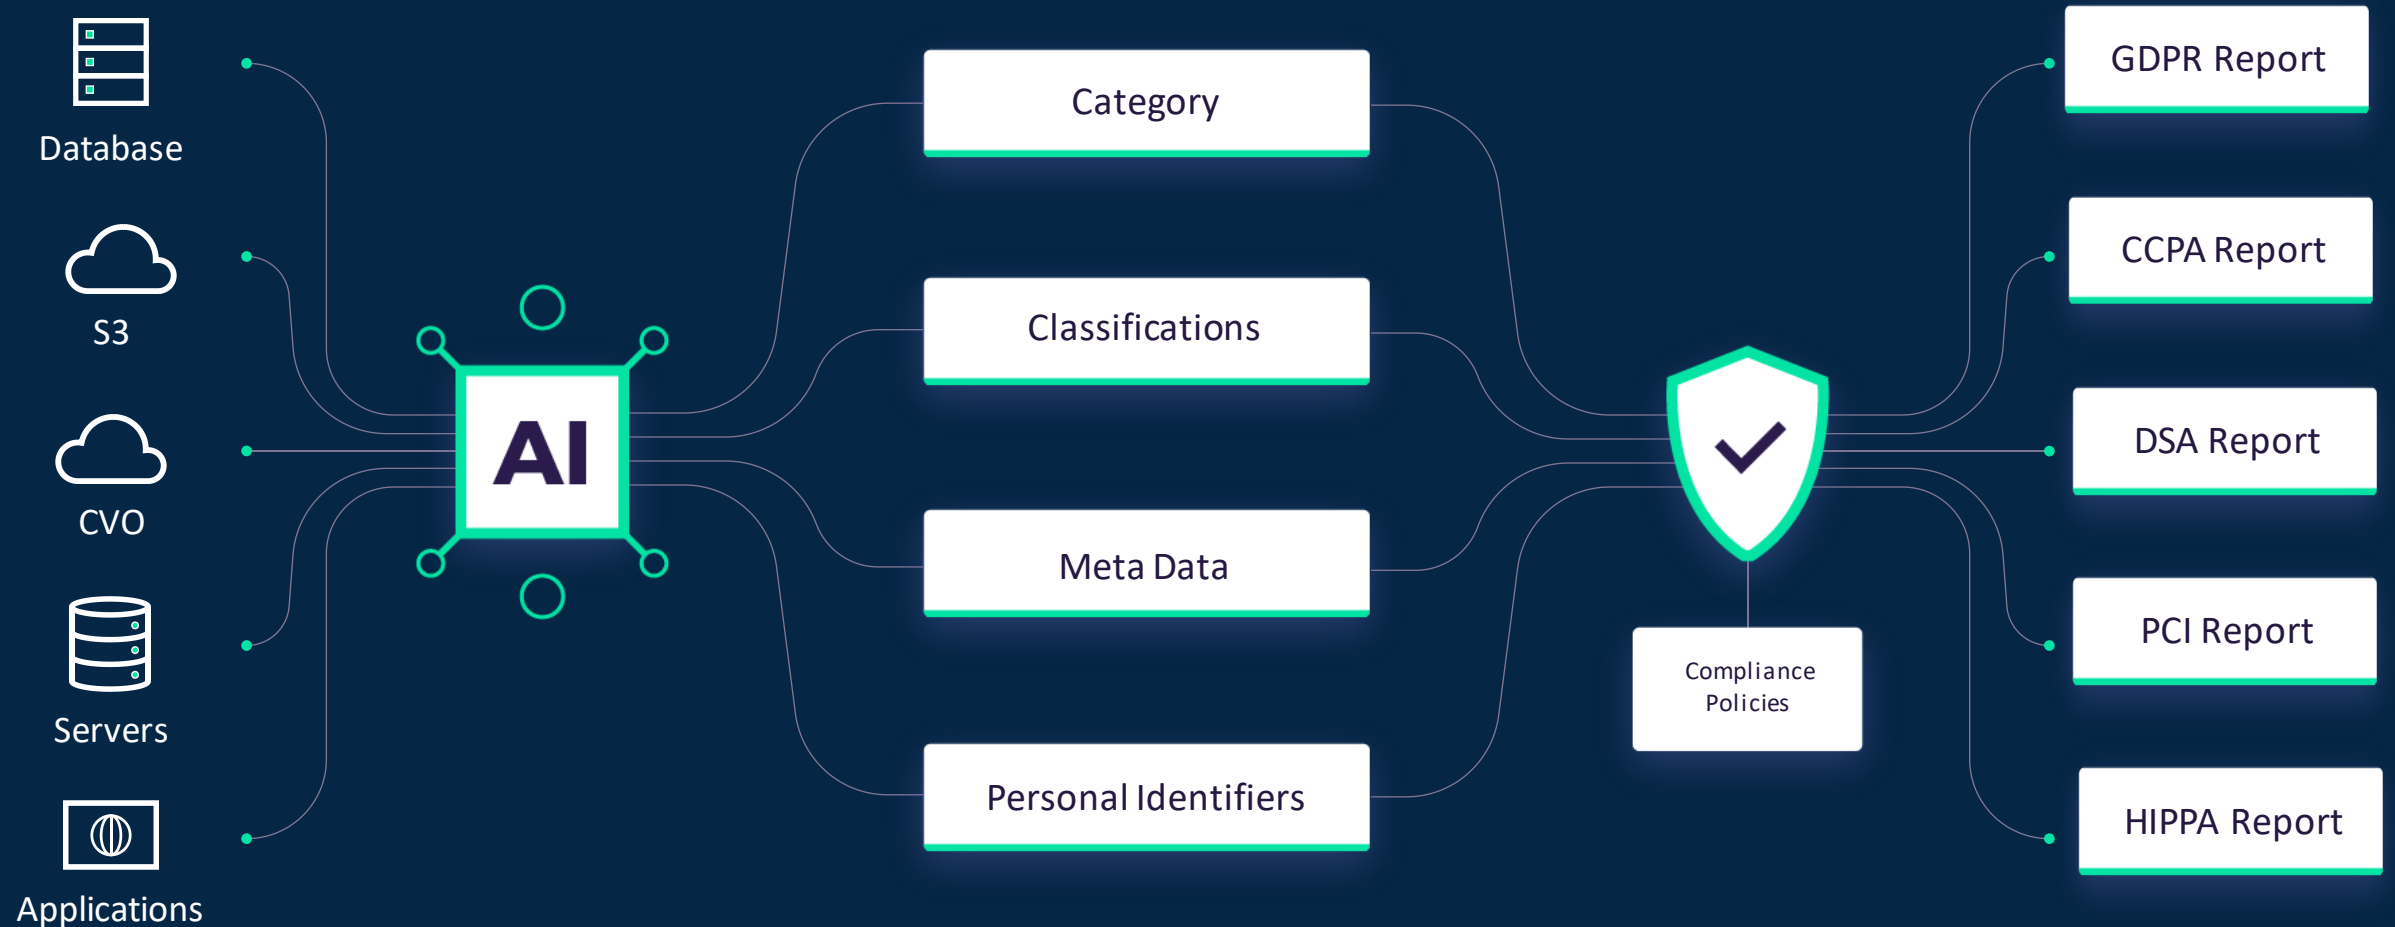 Database
S3
CVO
Servers
Applications
AI
Category
Classifications
Meta Data
Personal Identifiers
Compliance
Policies
GDPR Report
CCPA Report
DSA Report
PCI Report
HIPPA Report